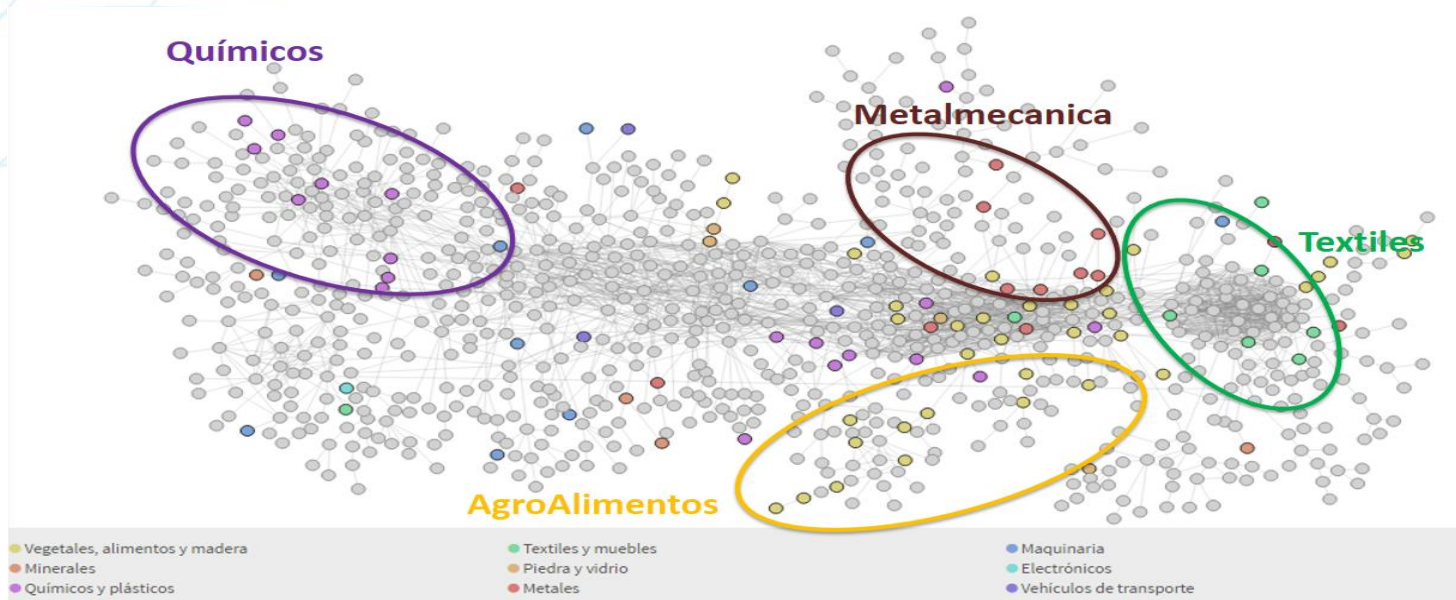 Químicos
Metalmecanica
Textiles
AgroAlimentos
Vegetales, alimentos y madera
Textiles y muebles
Maquinaria
Minerales
Piedra y vidrio
Electrónicos
Químicos y plásticos
Metales
Vehículos de transporte